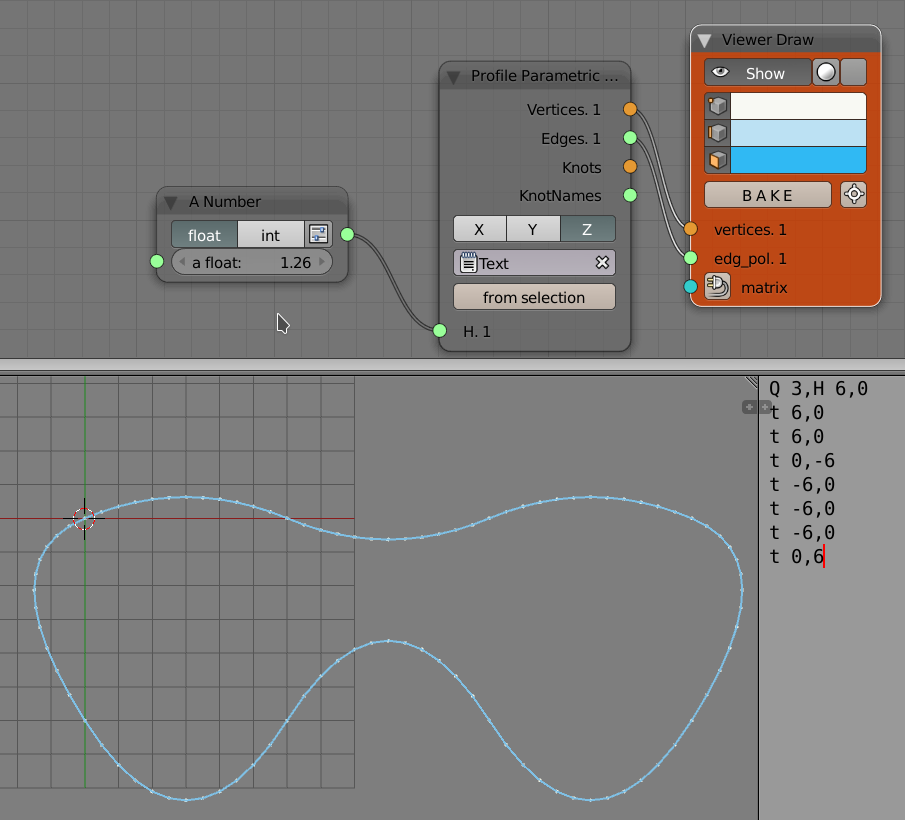 Viewer Draw
Show
BAKE
vertices. 1
edg_pol. 1
matrix
Profile Parametric ...
Vertices. 1
Edges. 1
Knots
KnotNames
X Y Z
Text
from selection
H. 1
A Number
float int
a float: 1.26
Q 3,H 6,0
t 6,0
t 6,0
t 0,-6
t -6,0
t -6,0
t -6,0
t 0,6